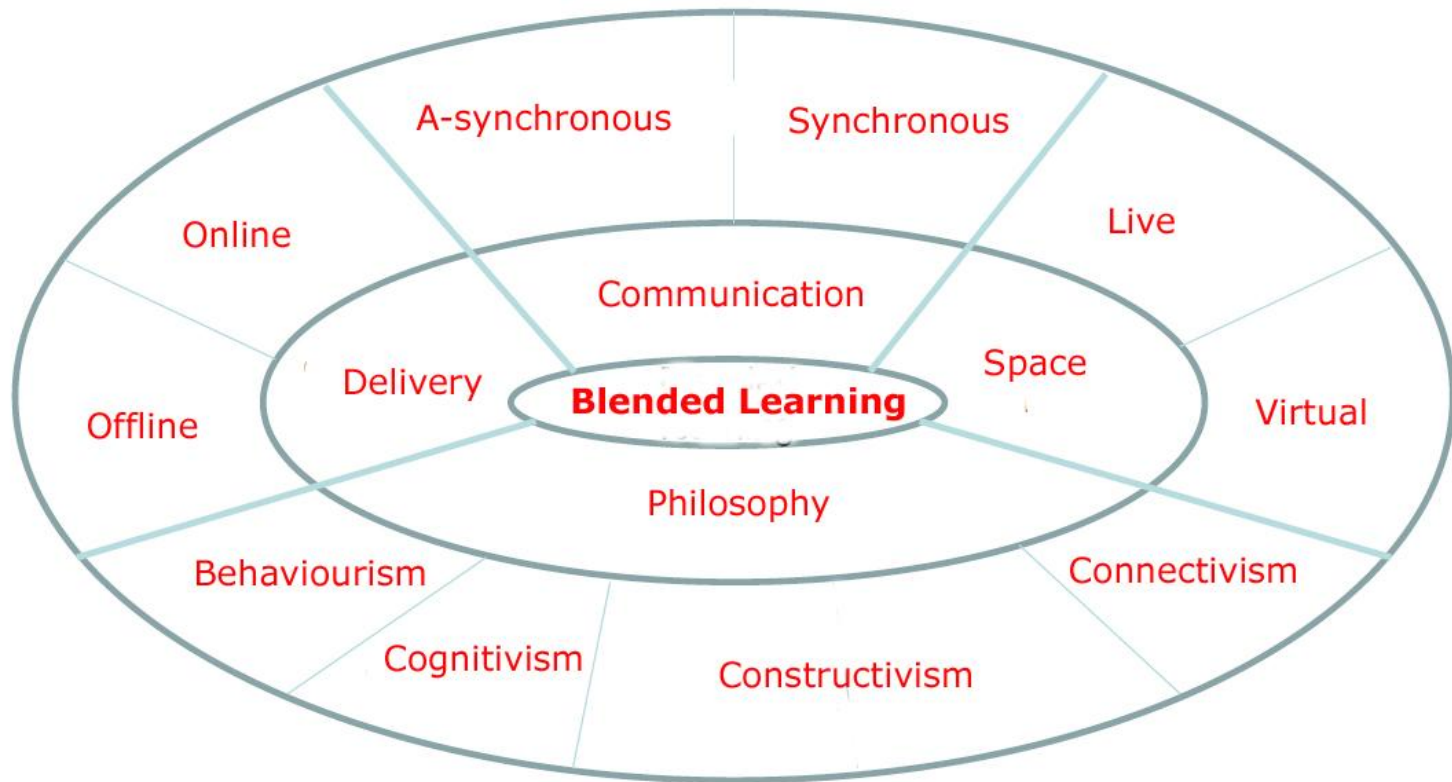 A-synchronous
Synchronous
Online
Live
Communication
Delivery
Space
Blended Learning
Offline
Virtual
Philosophy
Behaviourism
Connectivism
Cognitivism
Constructivism